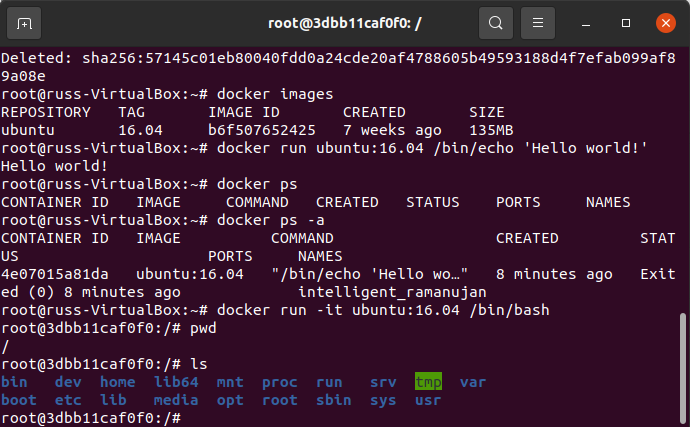 root@3dbb11caf0f0: /
Deleted: sha256:57145c01eb80040fdd0a24cde20af4788605b49593188d4f7efab099af8
9a08e
root@russ-VirtualBox:~# docker images
REPOSITORY   TAG       IMAGE ID       CREATED       SIZE
ubuntu       16.04     b6f507652425   7 weeks ago   135MB
root@russ-VirtualBox:~# docker run ubuntu:16.04 /bin/echo 'Hello world!'
Hello world!
root@russ-VirtualBox:~# docker ps
CONTAINER ID   IMAGE     COMMAND   CREATED   STATUS    PORTS     NAMES
root@russ-VirtualBox:~# docker ps -a
CONTAINER ID   IMAGE          COMMAND                  CREATED         STAT
US                     PORTS     NAMES
4e07015a81da   ubuntu:16.04   "/bin/echo 'Hello wo…"   8 minutes ago   Exit
ed (0) 8 minutes ago             intelligent_ramanujan
root@russ-VirtualBox:~# docker run -it ubuntu:16.04 /bin/bash
root@3dbb11caf0f0:/# pwd
/
root@3dbb11caf0f0:/# ls
bin   dev  home  lib64  mnt  proc  run   srv  tmp  var
boot  etc  lib   media  opt  root  sbin  sys  usr
root@3dbb11caf0f0:/#